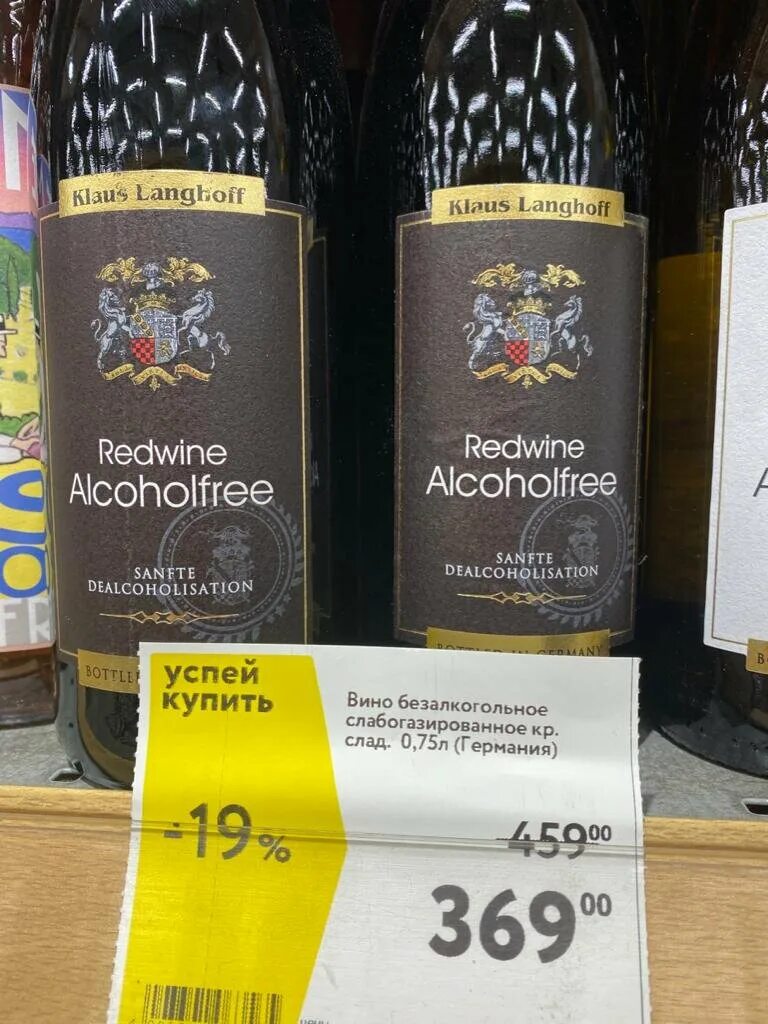 Klaus Langhoff
Redwine
Alcoholfree
SANFTE
DEALCOHOLISATION
BOTTLE
Klaus Langhoff
Redwine
Alcoholfree
SANFTE
DEALCOHOLISATION
BOTTLED IN GERMANY
успей
купить
-19%
Вино безалкогольное
слабогазированное кр.
слад. 0,75л (Германия)
459⁰⁰
369⁰⁰